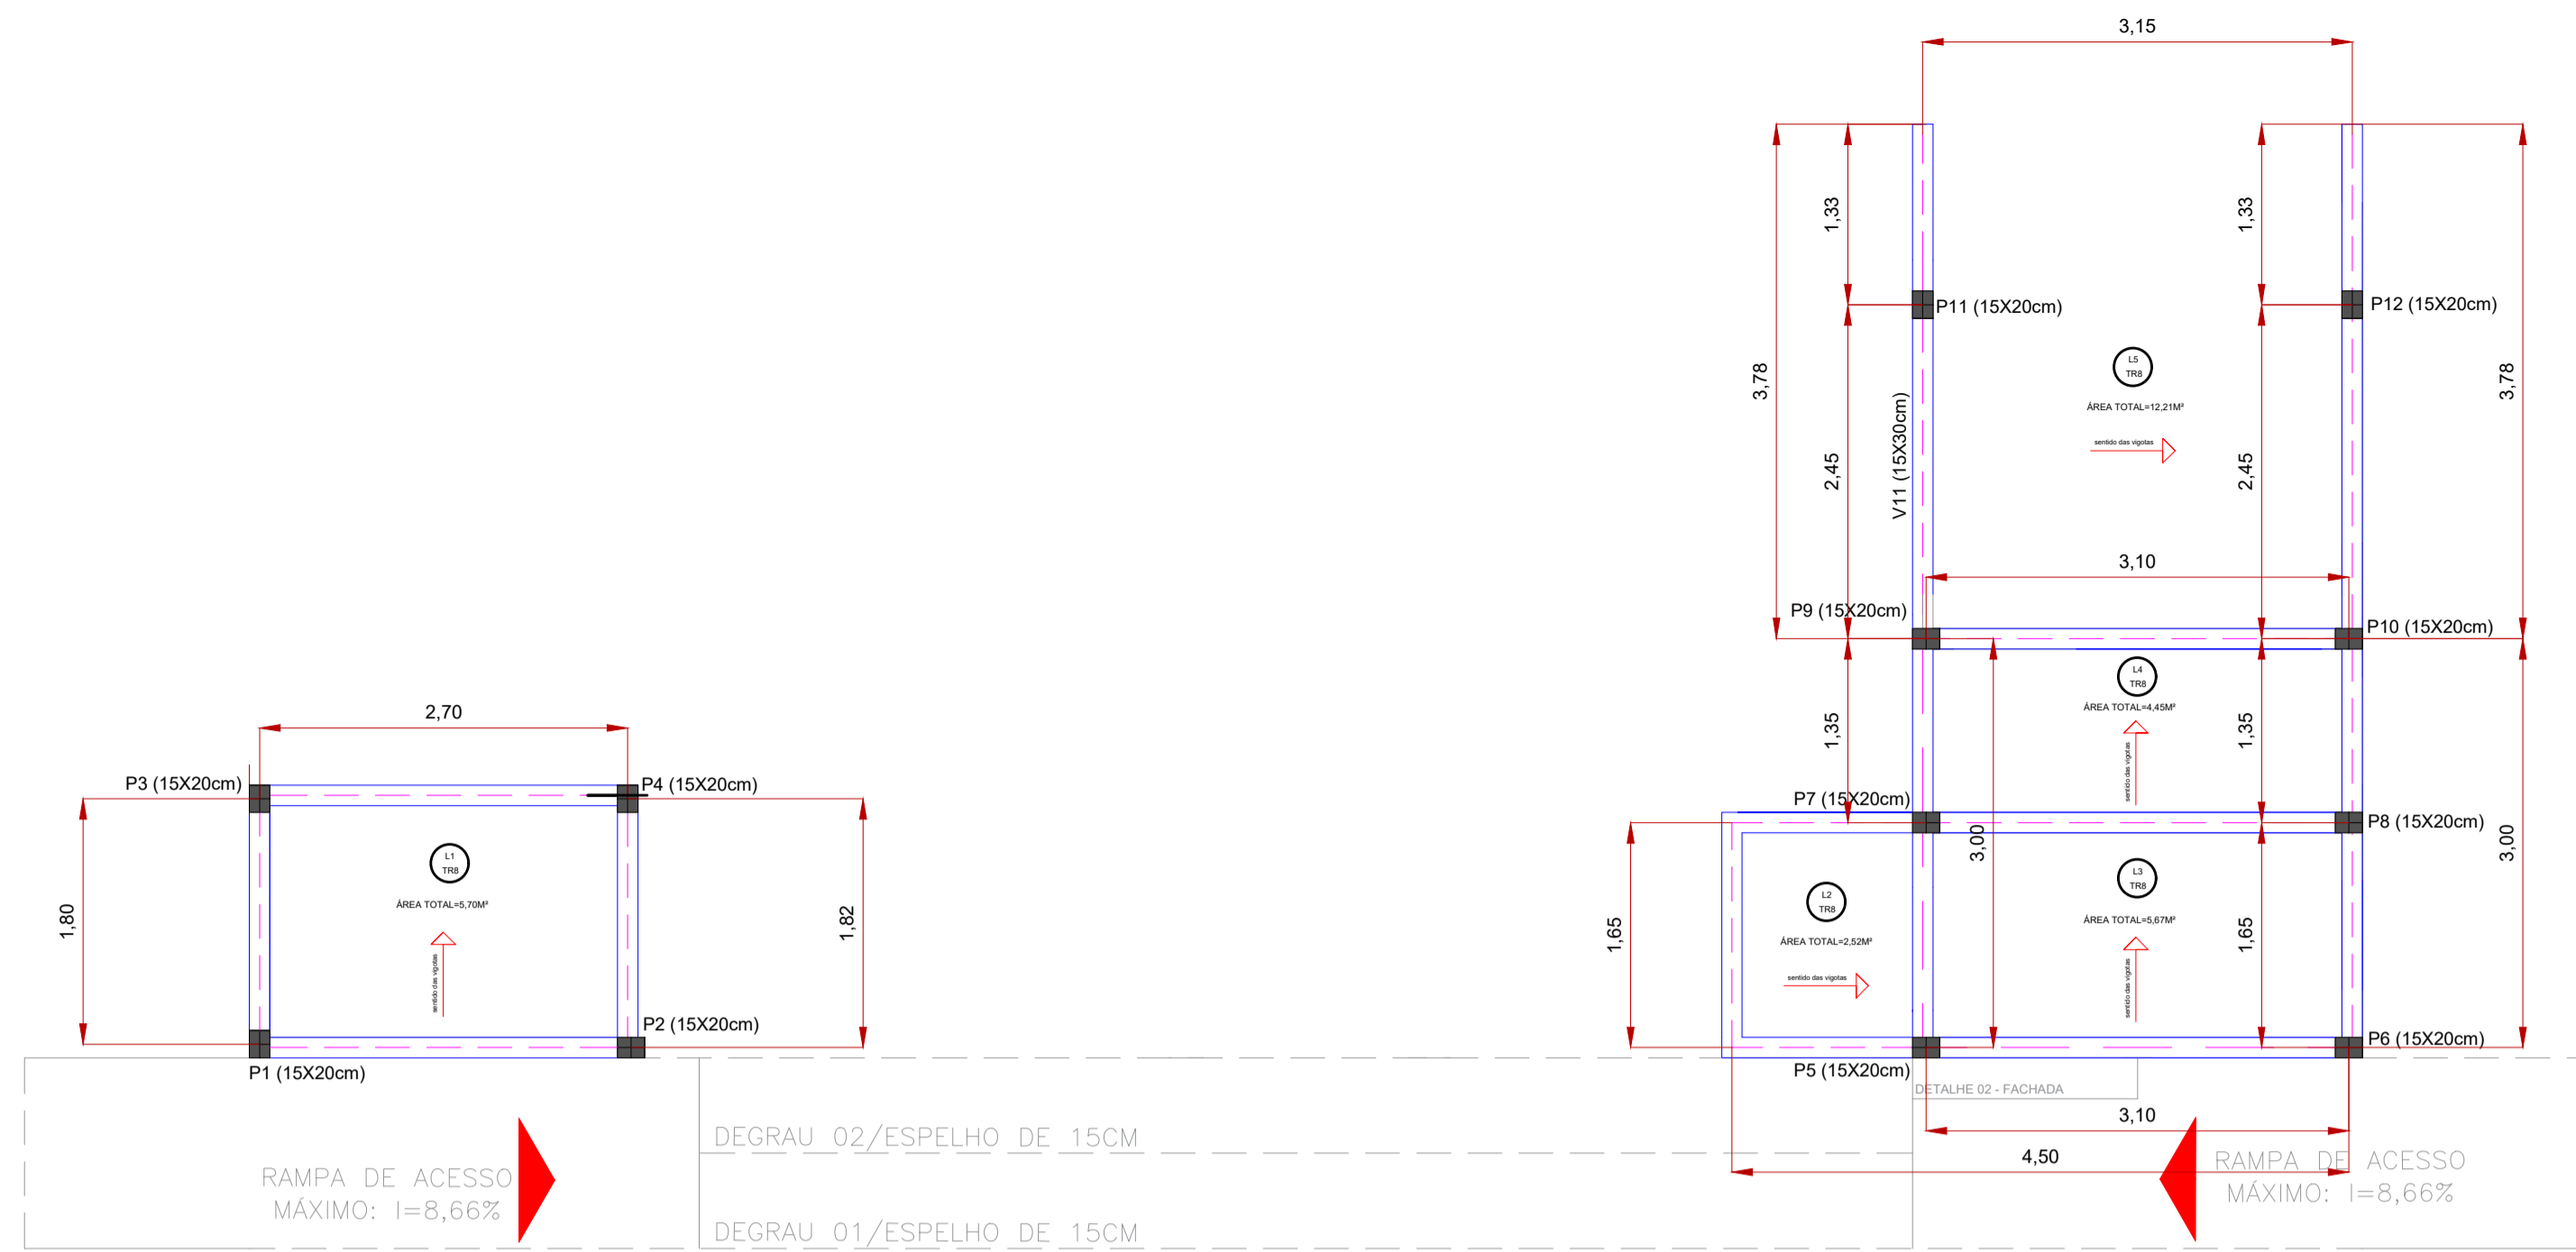 3,15
1,33
1,33
P11 (15X20cm)
P12 (15X20cm)
3,78
2,45
V11 (15X30cm)
L5
TR8
ÁREA TOTAL=12,21M²
sentido das vigotas
2,45
3,78
3,10
P9 (15X20cm)
P10 (15X20cm)
L4
TR8
ÁREA TOTAL=4,45M²
sentido das vigotas
1,35
1,35
2,70
P3 (15X20cm)
P4 (15X20cm)
P7 (15X20cm)
P8 (15X20cm)
3,00
3,00
L1
TR8
ÁREA TOTAL=5,70M²
sentido das vigotas
1,80
1,82
1,65
L2
TR8
ÁREA TOTAL=2,52M²
sentido das vigotas
L3
TR8
ÁREA TOTAL=5,67M²
sentido das vigotas
1,65
P2 (15X20cm)
P1 (15X20cm)
P5 (15X20cm)
P6 (15X20cm)
DETALHE 02 - FACHADA
3,10
4,50
DEGRAU 02/ESPELHO DE 15CM
RAMPA DE ACESSO
MÁXIMO: I=8,66%
RAMPA DE ACESSO
MÁXIMO: I=8,66%
DEGRAU 01/ESPELHO DE 15CM